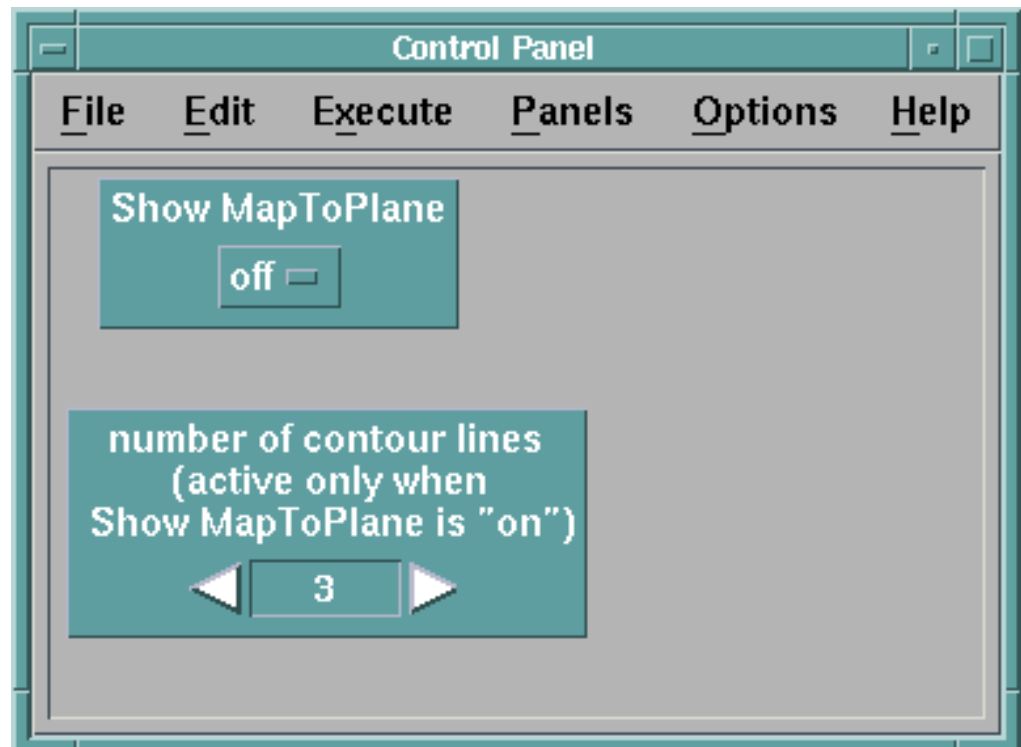 Control Panel
File Edit Execute Panels Options Help
Show MapToPlane
off
number of contour lines
(active only when
Show MapToPlane is "on")
3